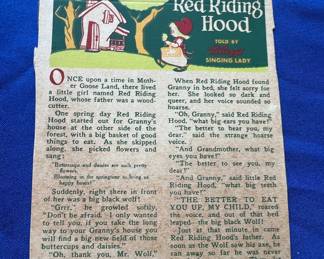 Red Riding
Hood
TOLD BY
Kellogg's
SINGING LADY
ONCE upon a time in Moth-
er Goose Land, there lived
a little girl named Red Riding
Hood, whose father was a wood-
cutter.
One spring day Red Riding
Hood started out for Granny's
house at the other side of the
forest, with a big basket of good
things to eat. As she skipped
along, she picked flowers and
sang:
"Buttercups and daisies are such pretty
flowers,
Blooming in the springtime
happy hours!
Suddenly, right there in front
of her was a big black wolf!
"Grrr," he growled softly,
"Don't be afraid. I only wanted
to tell you, if you take the long
way to your Granny's house you
will find a big new field of those
buttercups and daisies."
"Oh, thank you, Mr. Wolf,"
When Red Riding Hood found
Granny in bed, she felt sorry for
her. She looked so dark and
queer, and her voice sounded so
hoarse.
"Oh, Granny," said Red Riding
Hood, "what big ears you have!"
"The better to hear you, my
dear," said the strange hoarse
voice.
"And Grandmother, what big
eyes you have!"
"The better to see you, my
dear!"
"And Granny," said little Red
Riding Hood, "what big teeth
you have!"
"THE BETTER TO EAT
YOU UP, MY CHILD," roared
the voice, and out of that bed
leaped—the big black Wolf!
Just at that minute in came
Red Riding Hood's father. As
soon as the Wolf saw his axe, he
ran away so far he was never